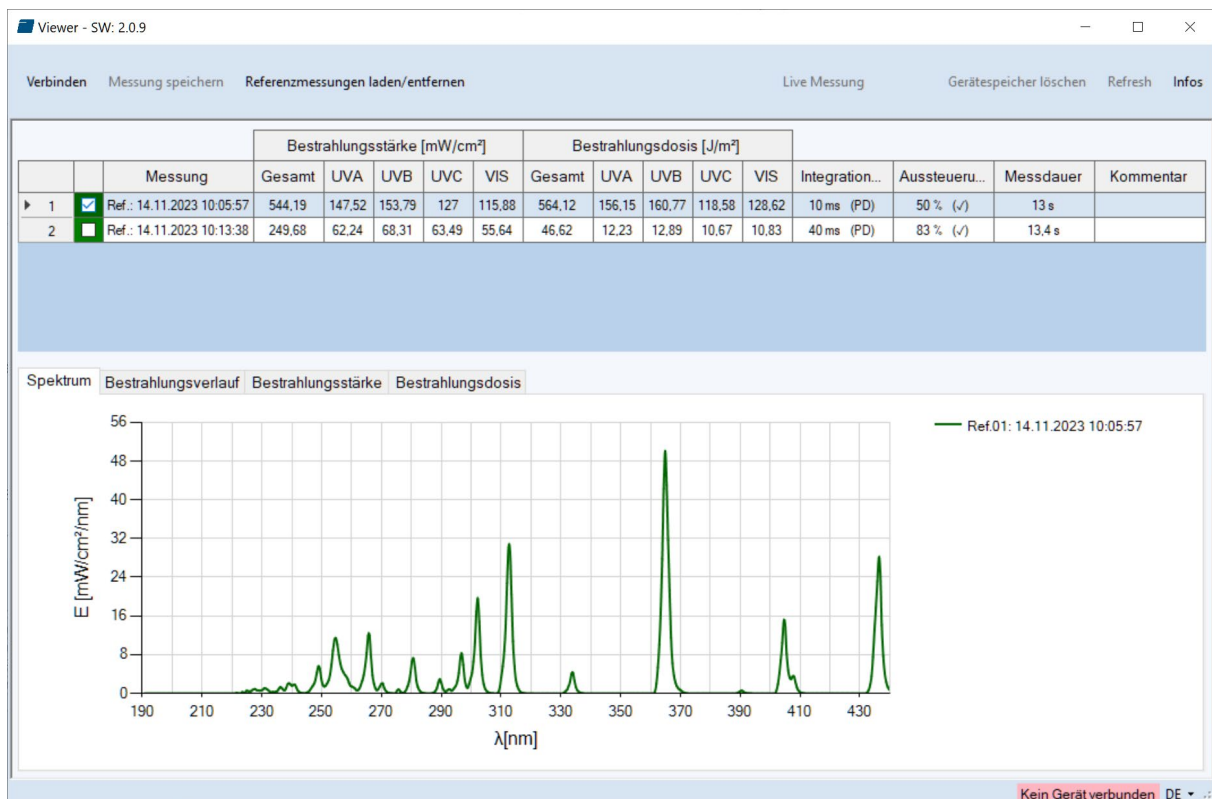 Viewer - SW: 2.0.9
Verbinden Messung speichern Referenzmessungen laden/entfernen Live Messung Gerätespeicher löschen Refresh Infos
Bestrahlungsstärke [mW/cm²] Bestrahlungsdosis [J/m²]
Messung Gesamt UVA UVB UVC VIS Gesamt UVA UVB UVC VIS Integration... Aussteueru... Messdauer Kommentar
1 Ref.: 14.11.2023 10:05:57 544,19 147,52 153,79 127 115,88 564,12 156,15 160,77 118,58 128,62 10 ms (PD) 50 % (✓) 13 s
2 Ref.: 14.11.2023 10:13:38 249,68 62,24 68,31 63,49 55,64 46,62 12,23 12,89 10,67 10,83 40 ms (PD) 83 % (✓) 13,4 s
Spektrum Bestrahlungsverlauf Bestrahlungsstärke Bestrahlungsdosis
56
48
40
32
24
16
8
0
E [mW/cm²/nm]
190 210 230 250 270 290 310 330 350 370 390 410 430
λ[nm]
Ref.01: 14.11.2023 10:05:57
Kein Gerät verbunden DE